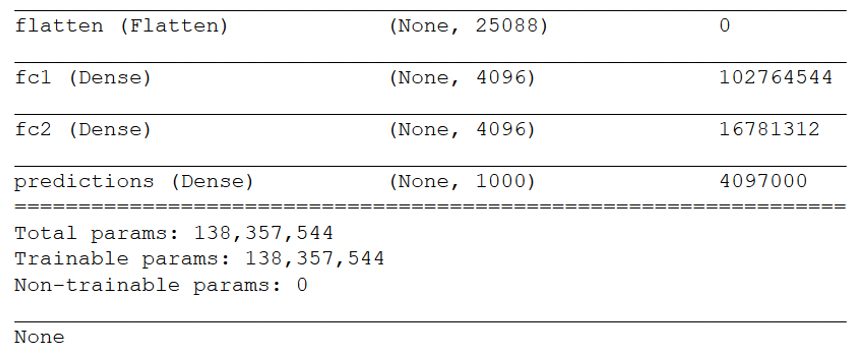 flatten (Flatten) (None, 25088) 0
fc1 (Dense) (None, 4096) 102764544
fc2 (Dense) (None, 4096) 16781312
predictions (Dense) (None, 1000) 4097000
=================================================================
Total params: 138,357,544
Trainable params: 138,357,544
Non-trainable params: 0
None